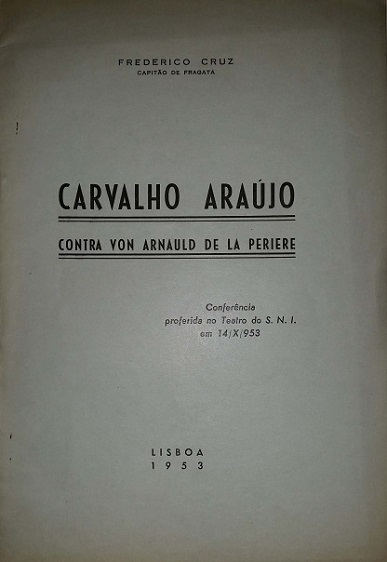 FREDERICO CRUZ
CAPITÃO DE FRAGATA
CARVALHO ARAÚJO
CONTRA VON ARNAULD DE LA PERIERE
Conferência
proferida no Teatro do S. N. I.
em 14/X/953
LISBOA
1953